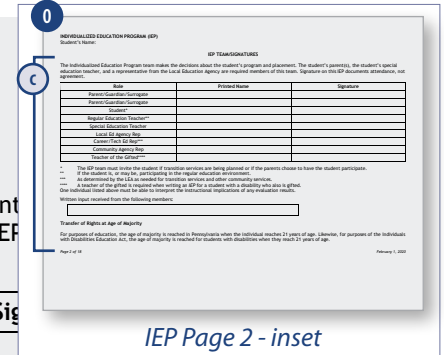 0
INDIVIDUALIZED EDUCATION PROGRAM (IEP)
Student's Name:
IEP TEAM/SIGNATURES
The Individualized Education Program team makes the decisions about the student's program and placement. The student's parent(s), the student's special
education teacher, and a representative from the Local Education Agency are required members of this team. Signature on this IEP documents attendance, not
agreement.
c
Role Printed Name Signature
Parent/Guardian/Surrogate
Parent/Guardian/Surrogate
Student*
Regular Education Teacher**
Special Education Teacher
Local Ed Agency Rep
Career/Tech Ed Rep***
Community Agency Rep
Teacher of the Gifted****
* The IEP team must invite the student if transition services are being planned or if the parents choose to have the student participate.
** If the student is, or may be, participating in the regular education environment.
*** As determined by the LEA as needed for transition services and other community services.
**** A teacher of the gifted is required when writing an IEP for a student with a disability who also is gifted.
One individual listed above must be able to interpret the instructional implications of any evaluation results.
Written input received from the following members:
Transfer of Rights at Age of Majority
For purposes of education, the age of majority is reached in Pennsylvania when the individual reaches 21 years of age. Likewise, for purposes of the Individuals
with Disabilities Education Act, the age of majority is reached for students with disabilities when they reach 21 years of age.
Page 2 of 18 February 1, 2020
nt
EP
Sig
IEP Page 2 - inset